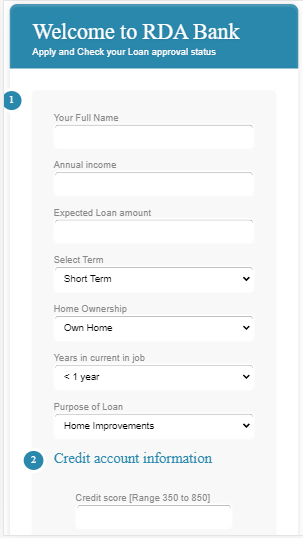 Welcome to RDA Bank
Apply and Check your Loan approval status
1
Your Full Name
Annual income
Expected Loan amount
Select Term
Short Term
Home Ownership
Own Home
Years in current in job
< 1 year
Purpose of Loan
Home Improvements
2 Credit account information
Credit score [Range 350 to 850]